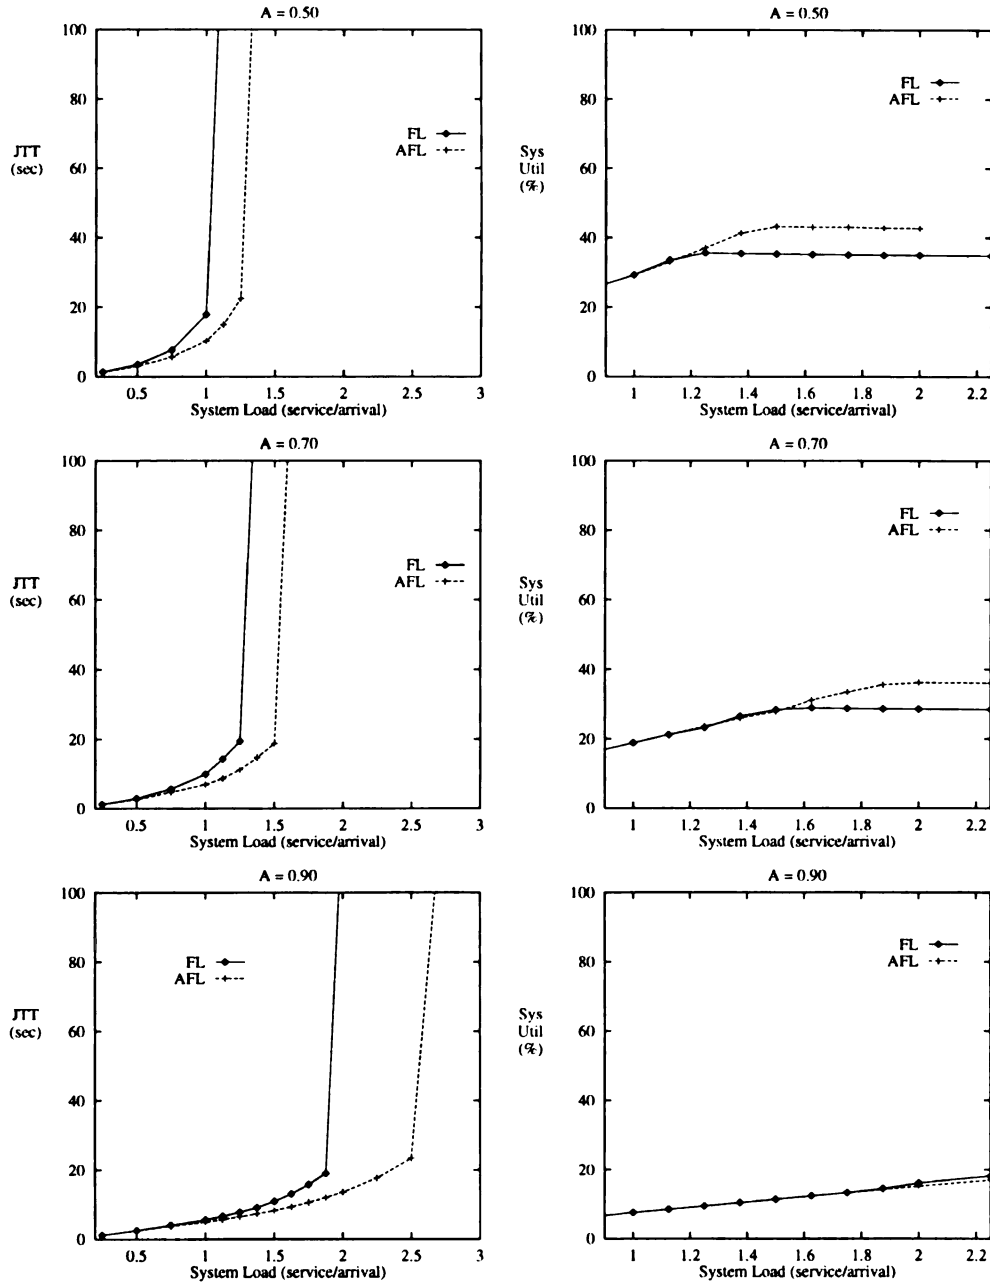 A = 0.50
100
80
60
40
20
0
JTT
(sec)
FL
AFL
0.5 1 1.5 2 2.5 3
System Load (service/arrival)
A = 0.50
100
80
60
40
20
0
Sys
Util
(%)
FL
AFL
1 1.2 1.4 1.6 1.8 2 2.2
System Load (service/arrival)
A = 0.70
100
80
60
40
20
0
JTT
(sec)
FL
AFL
0.5 1 1.5 2 2.5 3
System Load (service/arrival)
A = 0.70
100
80
60
40
20
0
Sys
Util
(%)
FL
AFL
1 1.2 1.4 1.6 1.8 2 2.2
System Load (service/arrival)
A = 0.90
100
80
60
40
20
0
JTT
(sec)
FL
AFL
0.5 1 1.5 2 2.5 3
System Load (service/arrival)
A = 0.90
100
80
60
40
20
0
Sys
Util
(%)
FL
AFL
1 1.2 1.4 1.6 1.8 2 2.2
System Load (service/arrival)